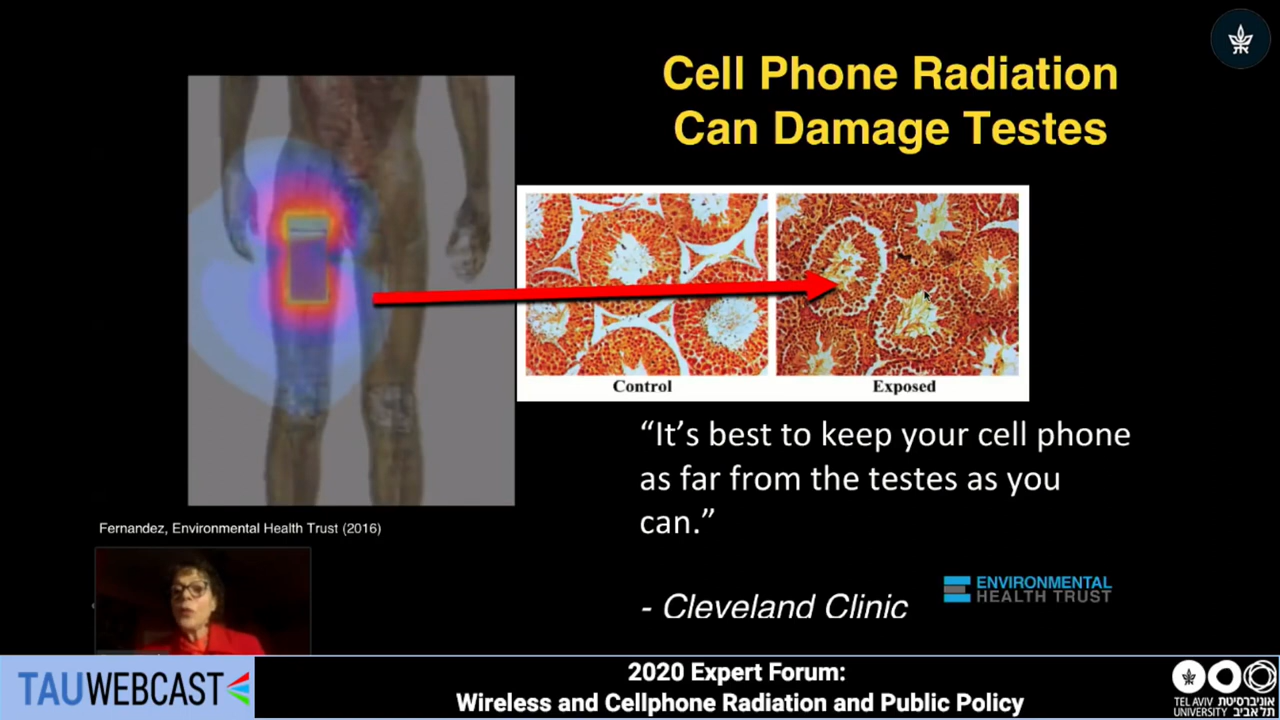 Cell Phone Radiation
Can Damage Testes
Control
Exposed
“It’s best to keep your cell phone
as far from the testes as you
can.”
- Cleveland Clinic
Fernandez, Environmental Health Trust (2016)
ENVIRONMENTAL
HEALTH TRUST
TAUWEBCAST
2020 Expert Forum:
Wireless and Cellphone Radiation and Public Policy
TEL AVIV אוניברסיטת
UNIVERSITY תל אביב